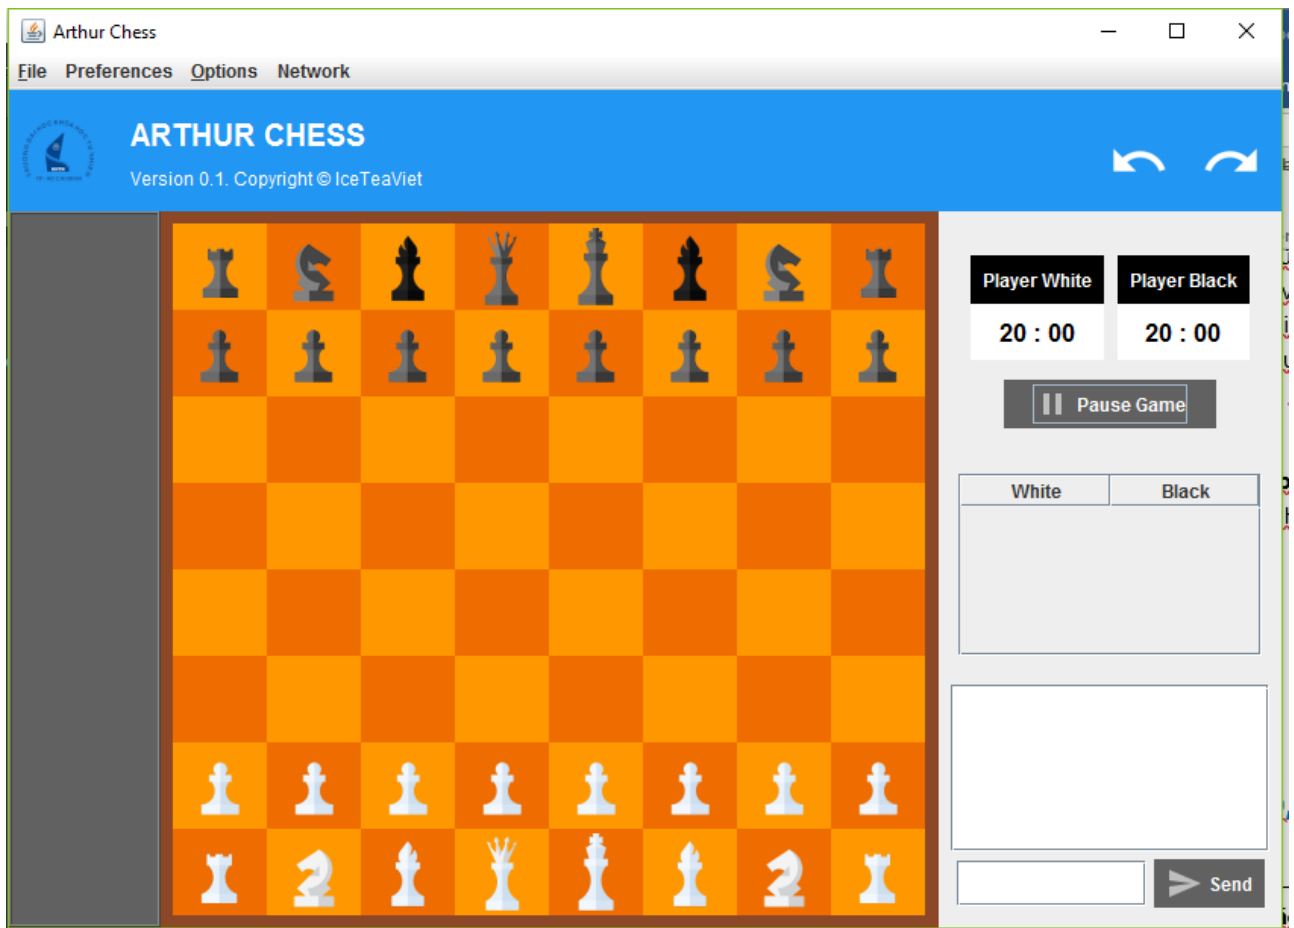 Arthur Chess
File Preferences Options Network
ARTHUR CHESS
Version 0.1. Copyright © IceTeaViet
Player White Player Black
20 : 00 20 : 00
Pause Game
White Black
Send